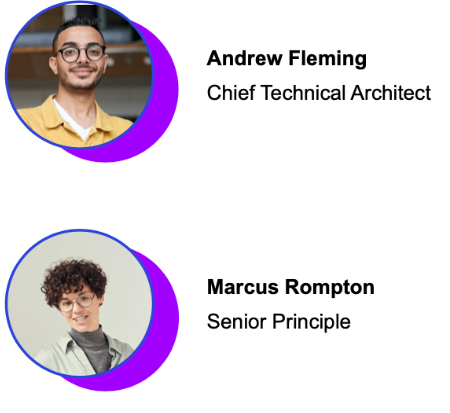 Andrew Fleming
Chief Technical Architect
Marcus Rompton
Senior Principle